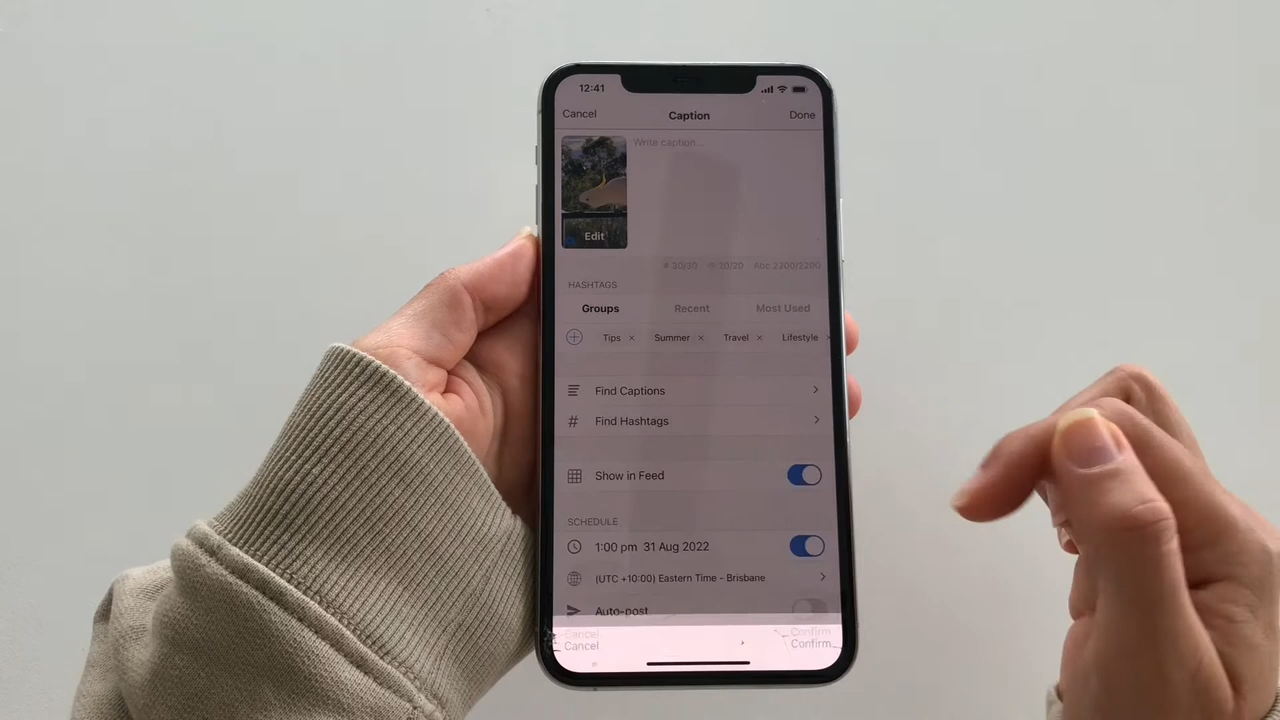 12:41
Cancel Caption Done
Write caption...
Edit
# 30/30 @ 20/20 Abc 2200/2200
HASHTAGS
Groups Recent Most Used
Tips × Summer × Travel × Lifestyle ×
Find Captions >
# Find Hashtags >
Show in Feed
SCHEDULE
1:00 pm 31 Aug 2022
(UTC +10:00) Eastern Time - Brisbane >
Auto-post
Cancel Confirm
Cancel Confirm